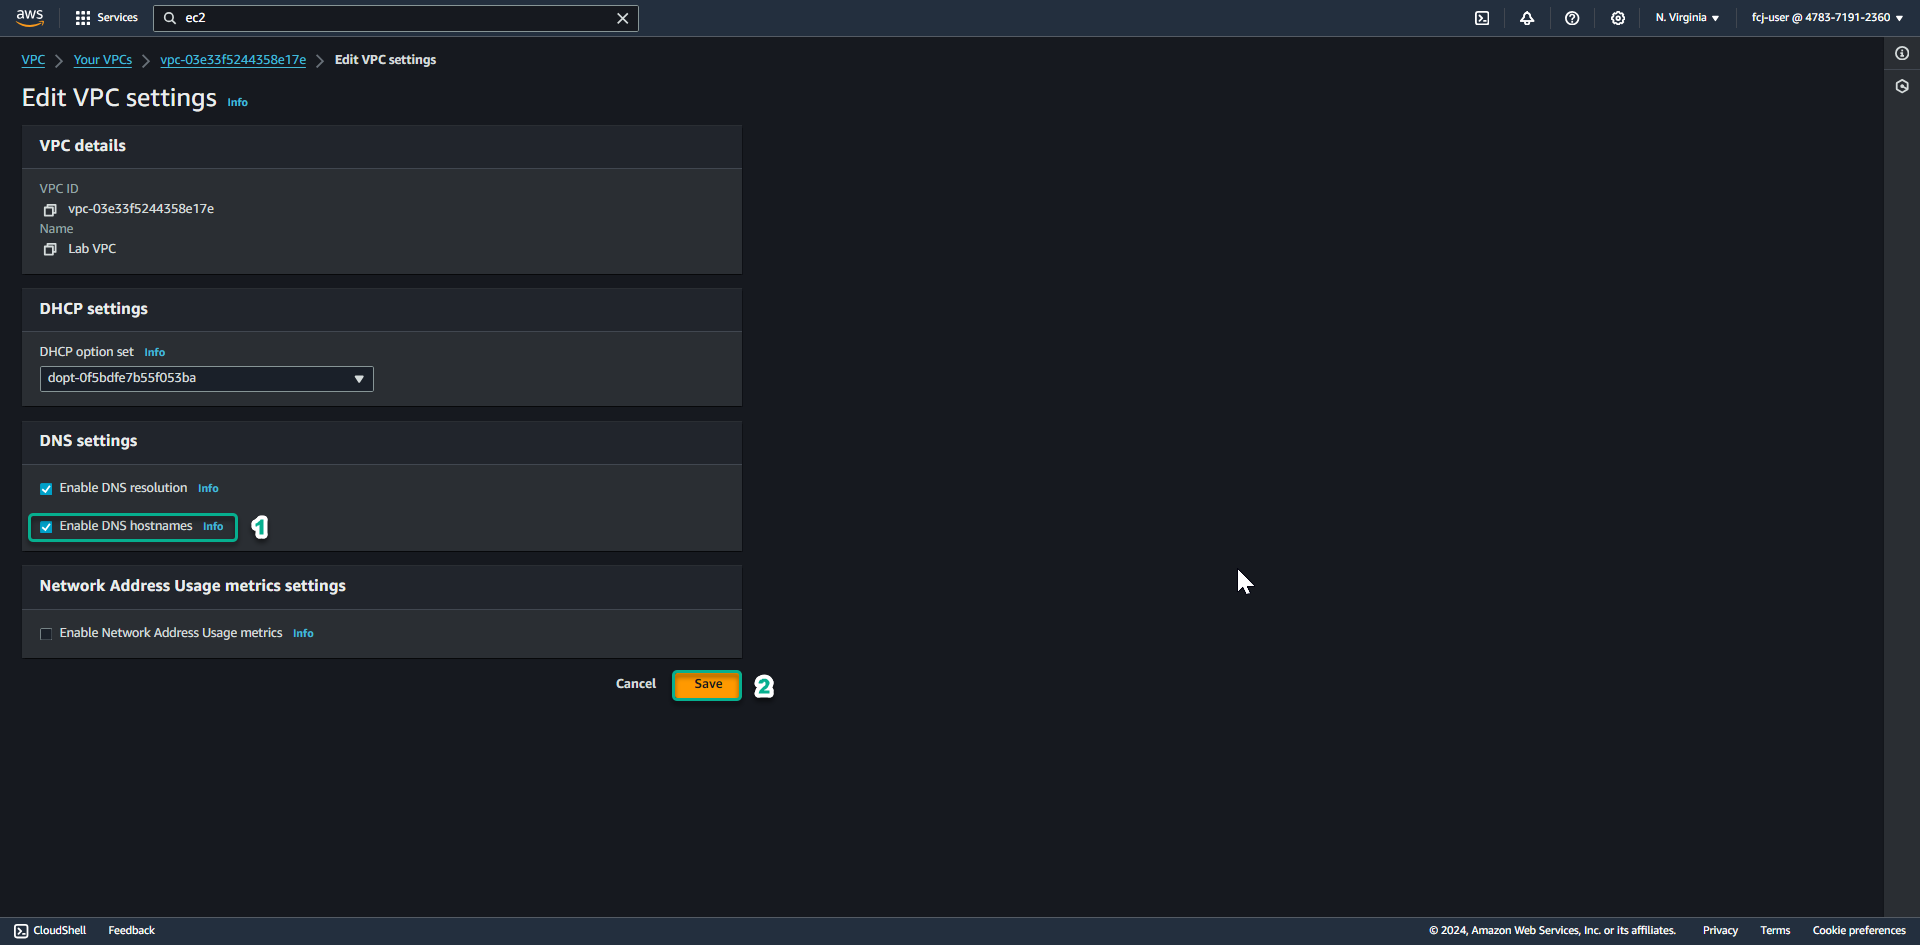 aws
Services
ec2
N. Virginia
fcj-user @ 4783-7191-2360
VPC
Your VPCs
vpc-03e33f5244358e17e
Edit VPC settings
Edit VPC settings Info
VPC details
VPC ID
vpc-03e33f5244358e17e
Name
Lab VPC
DHCP settings
DHCP option set Info
dopt-0f5bdfe7b55f053ba
DNS settings
Enable DNS resolution Info
Enable DNS hostnames Info
1
Network Address Usage metrics settings
Enable Network Address Usage metrics Info
Cancel
Save
2
CloudShell
Feedback
© 2024, Amazon Web Services, Inc. or its affiliates.
Privacy
Terms
Cookie preferences